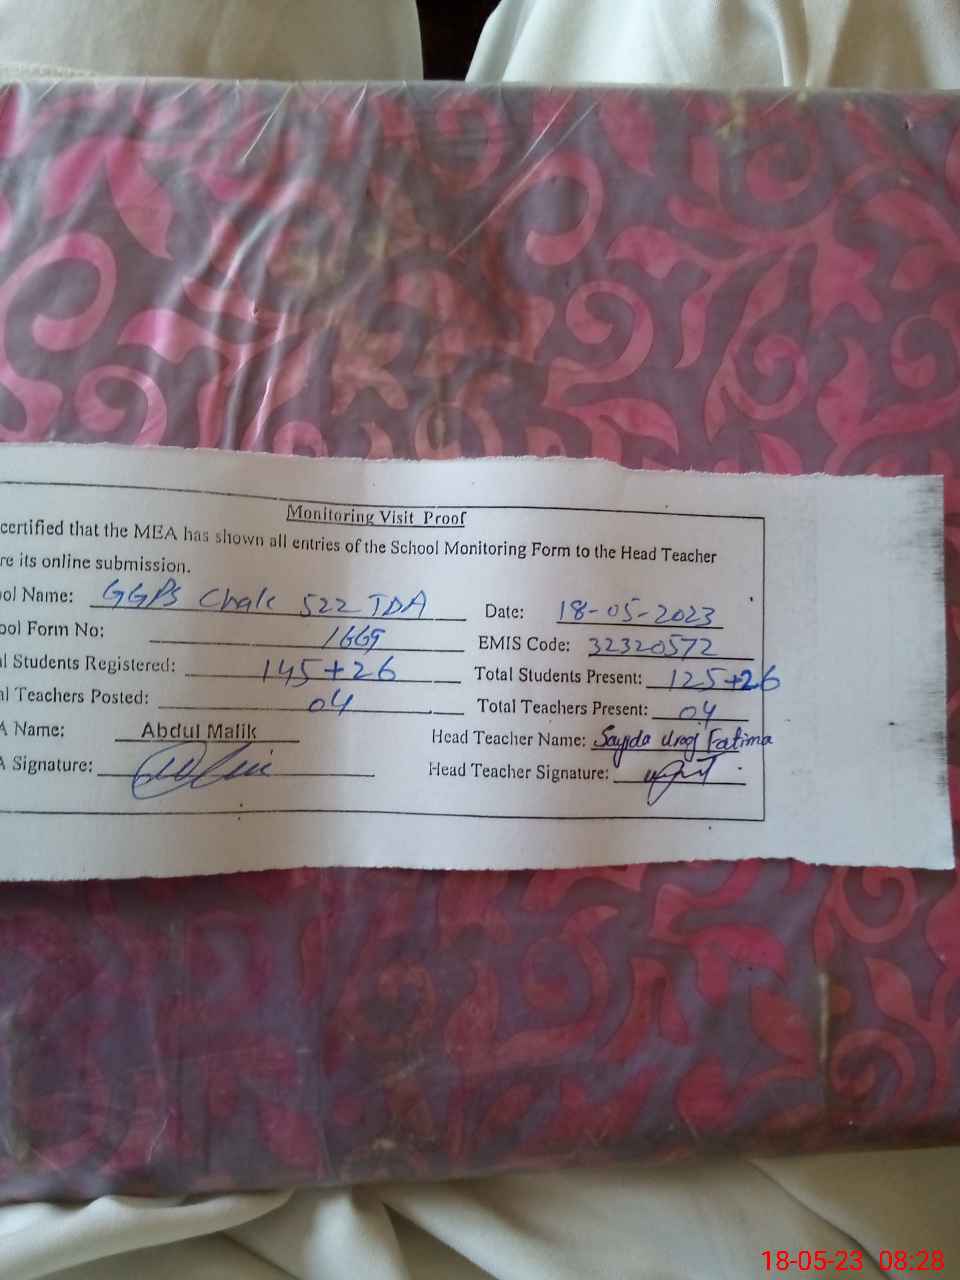 Monitoring Visit Proof
certified that the MEA has shown all entries of the School Monitoring Form to the Head Teacher
re its online submission.
ol Name: GGPS Chak 522 TDA Date: 18-05-2023
ool Form No: 1669 EMIS Code: 32320572
al Students Registered: 145+26 Total Students Present: 125+26
al Teachers Posted: 04 Total Teachers Present: 04
A Name: Abdul Malik Head Teacher Name: Sayyda Urooj Fatima
A Signature: Head Teacher Signature:
18-05-23 08:28